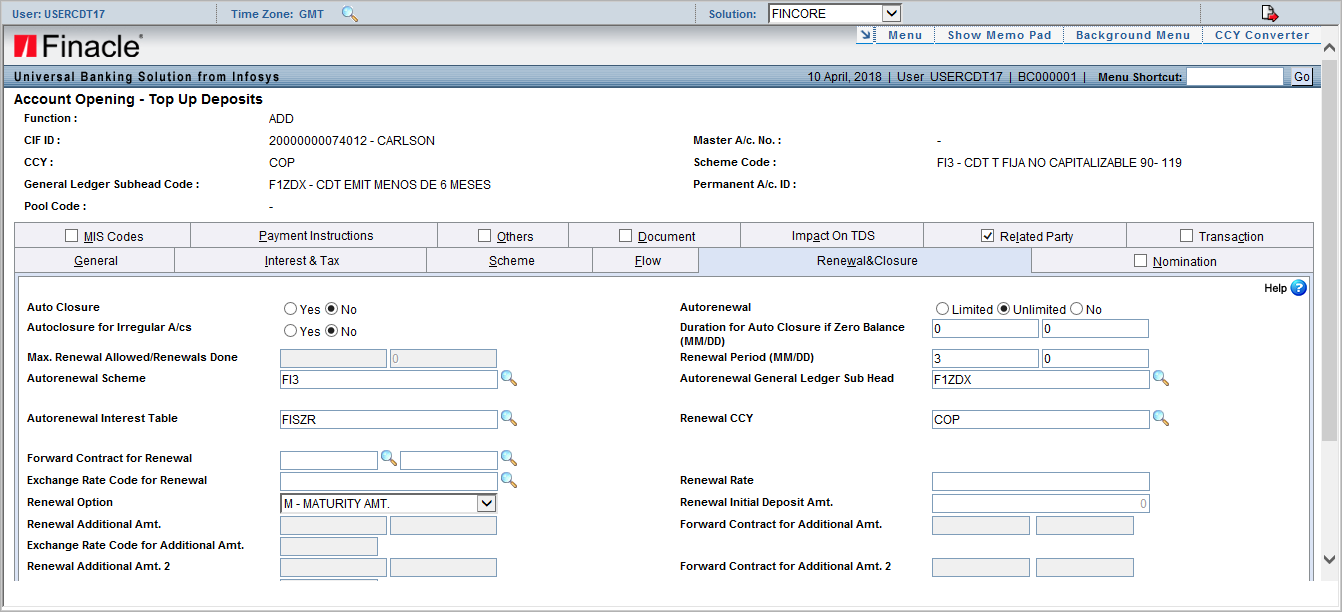 User: USERCDT17 Time Zone: GMT Solution: FINCORE
Finacle Menu Show Memo Pad Background Menu CCY Converter
Universal Banking Solution from Infosys 10 April, 2018 | User USERCDT17 | BC000001 | Menu Shortcut: Go
Account Opening - Top Up Deposits
Function : ADD
CIF ID : 20000000074012 - CARLSON Master A/c. No. : -
CCY : COP Scheme Code : FI3 - CDT T FIJA NO CAPITALIZABLE 90- 119
General Ledger Subhead Code : F1ZDX - CDT EMIT MENOS DE 6 MESES Permanent A/c. ID :
Pool Code : -
MIS Codes Payment Instructions Others Document Impact On TDS Related Party Transaction
General Interest & Tax Scheme Flow Renewal&Closure Nomination
Help ?
Auto Closure Yes No Autorenewal Limited Unlimited No
Autoclosure for Irregular A/cs Yes No Duration for Auto Closure if Zero Balance (MM/DD) 0 0
Max. Renewal Allowed/Renewals Done 0 Renewal Period (MM/DD) 3 0
Autorenewal Scheme FI3 Autorenewal General Ledger Sub Head F1ZDX
Autorenewal Interest Table FISZR Renewal CCY COP
Forward Contract for Renewal
Exchange Rate Code for Renewal Renewal Rate
Renewal Option M - MATURITY AMT. Renewal Initial Deposit Amt. 0
Renewal Additional Amt. Forward Contract for Additional Amt.
Exchange Rate Code for Additional Amt.
Renewal Additional Amt. 2 Forward Contract for Additional Amt. 2